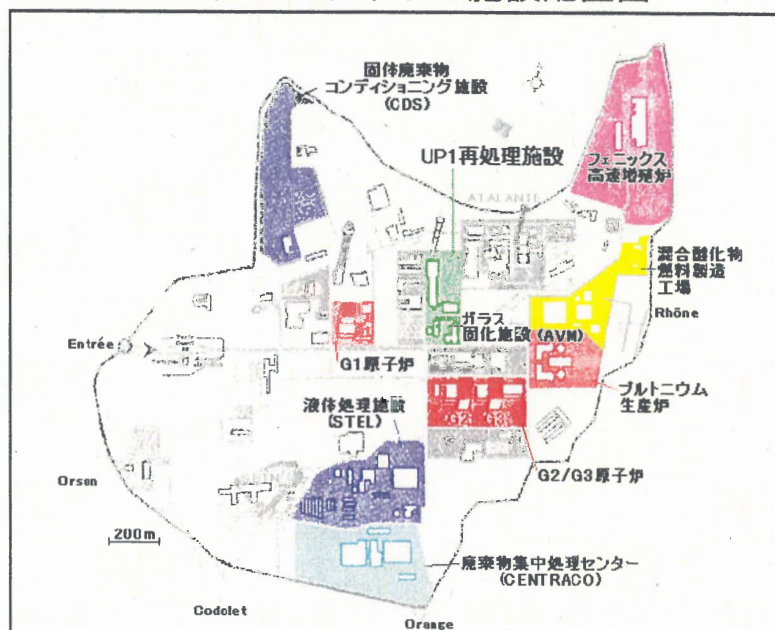 固体廃棄物
コンディショニング施設
(CDS)
UP1再処理施設
フェニックス
高速増殖炉
ATALANTE
混合酸化物
燃料製造
工場
Rhône
ガラス
固化施設(AVM)
Entrée
G1原子炉
プルトニウム
生産炉
液体処理施設
(STEL)
G2
G3
G2/G3原子炉
Orsan
200m
廃棄物集中処理センター
(CENTRACO)
Codolet
Orange